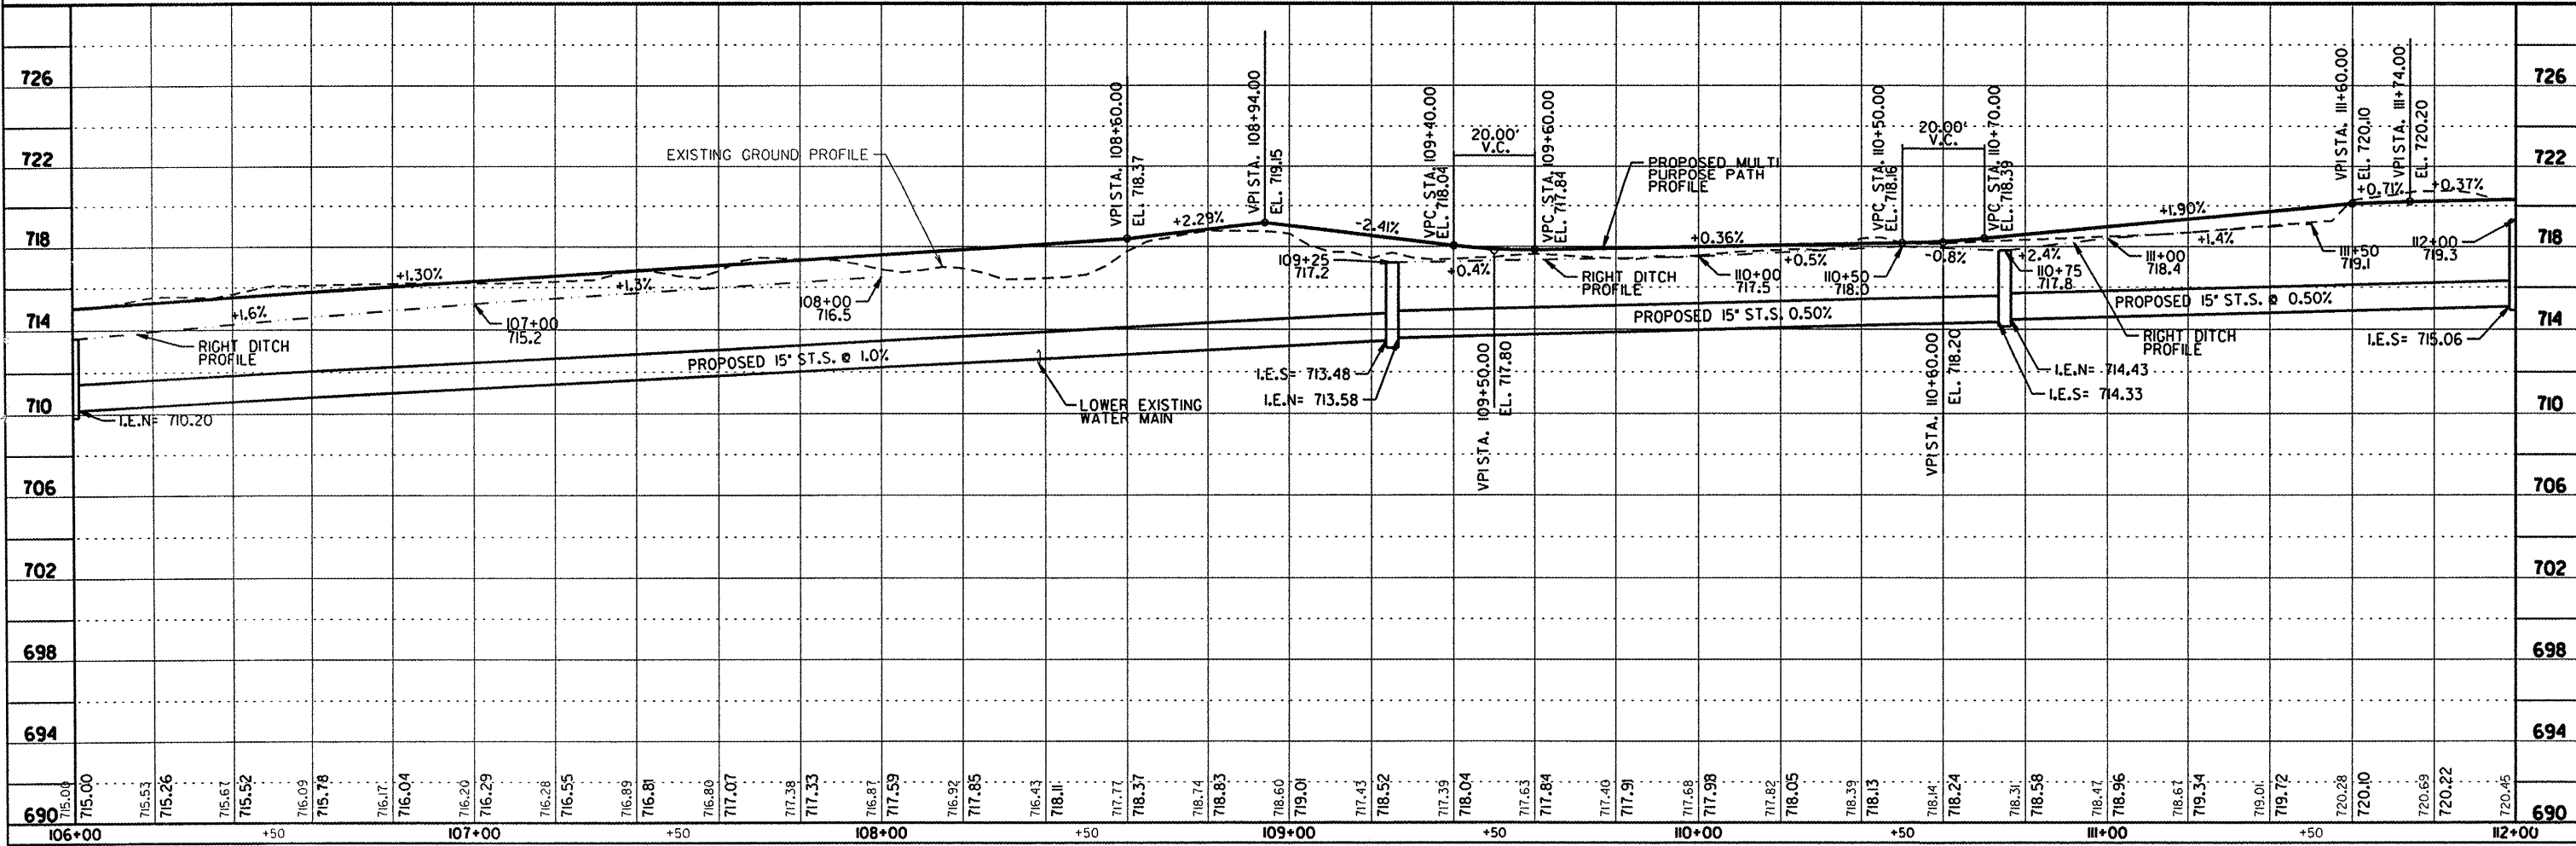 726
722
718
714
710
706
702
698
694
690
EXISTING GROUND PROFILE
VPI STA. 108+60.00
EL. 718.37
VPI STA. 108+94.00
EL. 719.15
VPC STA. 109+40.00
EL. 718.04
20.00'
V.C.
VPC STA. 109+60.00
EL. 717.84
PROPOSED MULTI
PURPOSE PATH
PROFILE
VPC STA. 110+50.00
EL. 718.16
20.00'
V.C.
VPC STA. 110+70.00
EL. 718.39
VPI STA. 111+60.00
EL. 720.10
VPI STA. 111+74.00
EL. 720.20
+1.30%
+2.29%
-2.41%
+0.36%
+1.90%
+0.71%
+0.37%
+1.6%
+1.3%
109+25
717.2
+0.4%
RIGHT DITCH
PROFILE
110+00
717.5
+0.5%
110+50
718.0
-0.8%
+2.4%
110+75
717.8
111+00
718.4
+1.4%
111+50
719.1
112+00
719.3
RIGHT DITCH
PROFILE
107+00
715.2
108+00
716.5
PROPOSED 15" ST.S. @ 1.0%
PROPOSED 15" ST.S. 0.50%
PROPOSED 15" ST.S. @ 0.50%
RIGHT DITCH
PROFILE
I.E.N= 710.20
LOWER EXISTING
WATER MAIN
I.E.S= 713.48
I.E.N= 713.58
VPI STA. 109+50.00
EL. 717.80
VPI STA. 110+60.00
EL. 718.20
I.E.N= 714.43
I.E.S= 714.33
I.E.S= 715.06
726
722
718
714
710
706
702
698
694
690
715.00
715.00
715.53
715.26
715.67
715.52
716.09
715.78
716.17
716.04
716.20
716.29
716.28
716.55
716.89
716.81
716.80
717.07
717.38
717.33
716.87
717.59
716.92
717.85
716.43
718.11
717.77
718.37
718.74
718.83
718.60
719.01
717.43
718.52
717.39
718.04
717.63
717.84
717.40
717.91
717.68
717.98
717.82
718.05
718.39
718.13
718.14
718.24
718.31
718.58
718.47
718.96
718.67
719.34
719.01
719.72
720.28
720.10
720.69
720.22
720.45
106+00
+50
107+00
+50
108+00
+50
109+00
+50
110+00
+50
111+00
+50
112+00